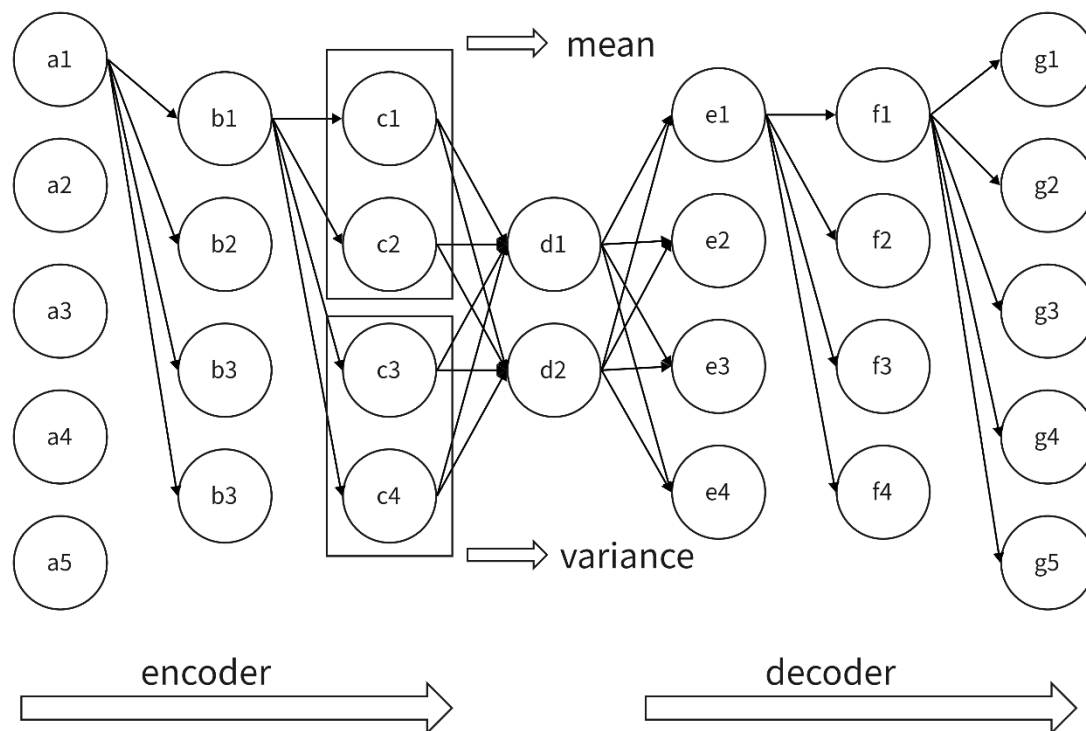 a1
a2
a3
a4
a5
b1
b2
b3
b3
mean
c1
c2
c3
c4
variance
d1
d2
e1
e2
e3
e4
f1
f2
f3
f4
g1
g2
g3
g4
g5
encoder
decoder